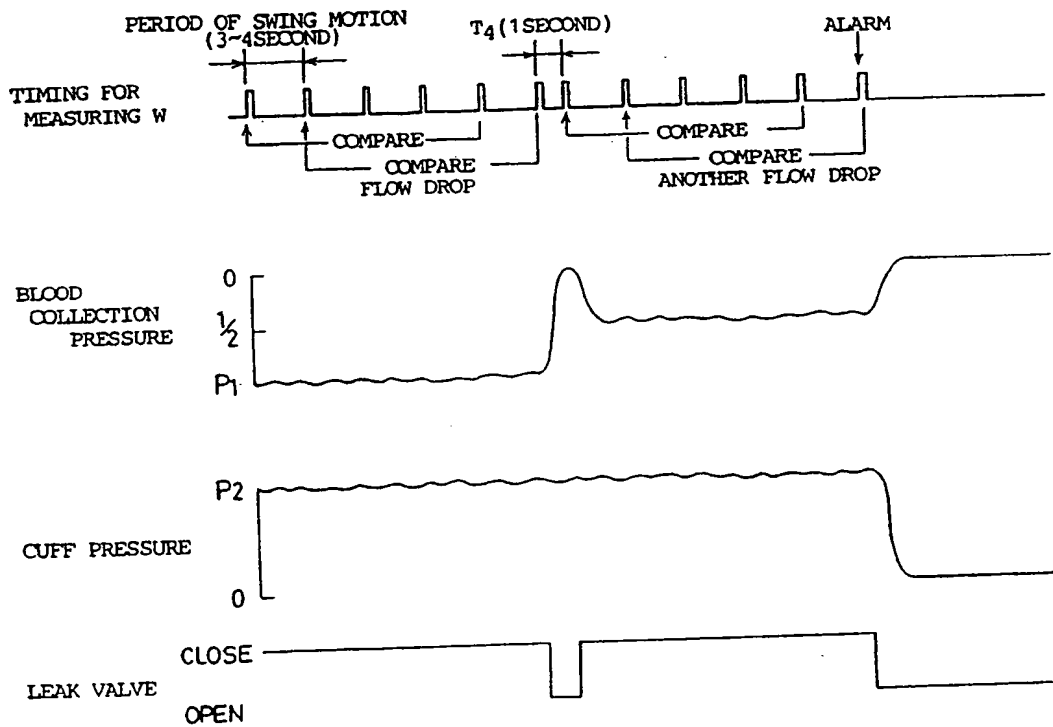 PERIOD OF SWING MOTION
(3~4SECOND)
T4(1SECOND)
ALARM
TIMING FOR
MEASURING W
COMPARE
COMPARE
FLOW DROP
COMPARE
COMPARE
ANOTHER FLOW DROP
BLOOD
COLLECTION
PRESSURE
0
1/2
P1
CUFF PRESSURE
P2
0
LEAK VALVE
CLOSE
OPEN